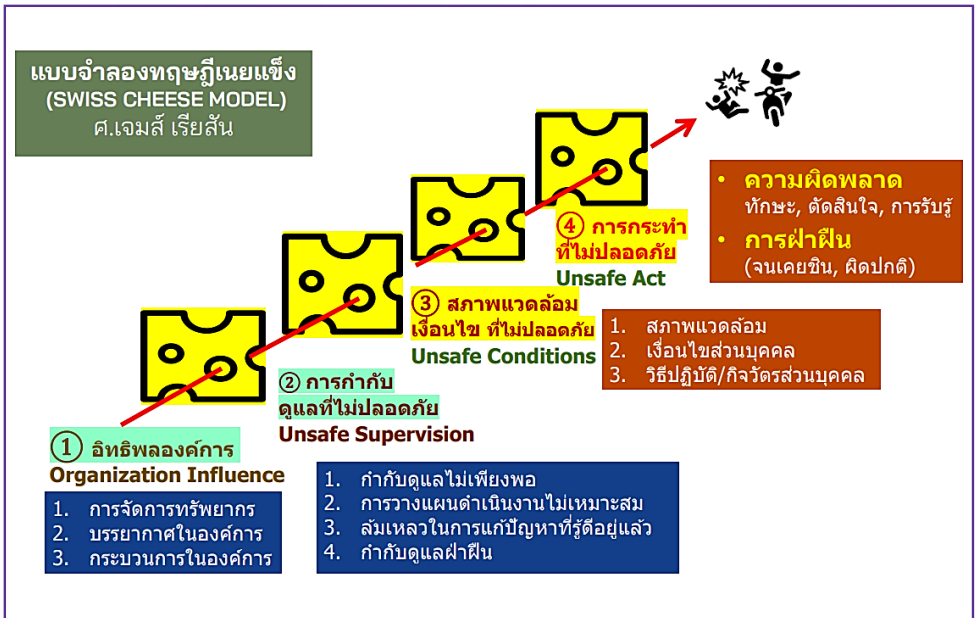 แบบจำลองทฤษฎีเนยแข็ง
(SWISS CHEESE MODEL)
ศ.เจมส์ เรียสัน
① อิทธิพลองค์การ
Organization Influence
1. การจัดการทรัพยากร
2. บรรยากาศในองค์การ
3. กระบวนการในองค์การ
② การกำกับ
ดูแลที่ไม่ปลอดภัย
Unsafe Supervision
1. กำกับดูแลไม่เพียงพอ
2. การวางแผนดำเนินงานไม่เหมาะสม
3. ล้มเหลวในการแก้ปัญหาที่รู้ดีอยู่แล้ว
4. กำกับดูแลฝ่าฝืน
③ สภาพแวดล้อม
เงื่อนไข ที่ไม่ปลอดภัย
Unsafe Conditions
1. สภาพแวดล้อม
2. เงื่อนไขส่วนบุคคล
3. วิธีปฏิบัติ/กิจวัตรส่วนบุคคล
④ การกระทำ
ที่ไม่ปลอดภัย
Unsafe Act
• ความผิดพลาด
ทักษะ, ตัดสินใจ, การรับรู้
• การฝ่าฝืน
(จนเคยชิน, ผิดปกติ)